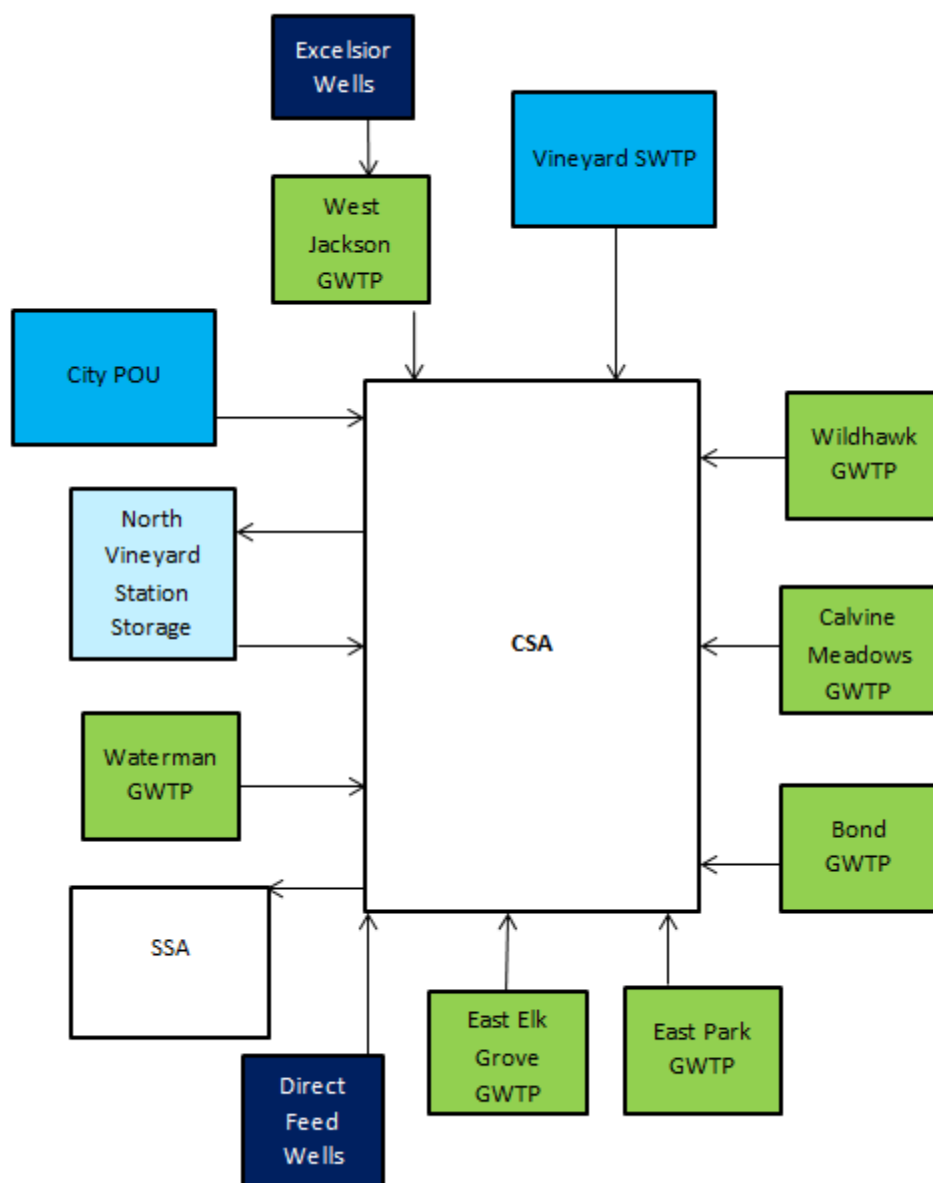 Excelsior
Wells
Vineyard SWTP
West
Jackson
GWTP
City POU
Wildhawk
GWTP
North
Vineyard
Station
Storage
CSA
Calvine
Meadows
GWTP
Waterman
GWTP
Bond
GWTP
SSA
East Elk
Grove
GWTP
East Park
GWTP
Direct
Feed
Wells